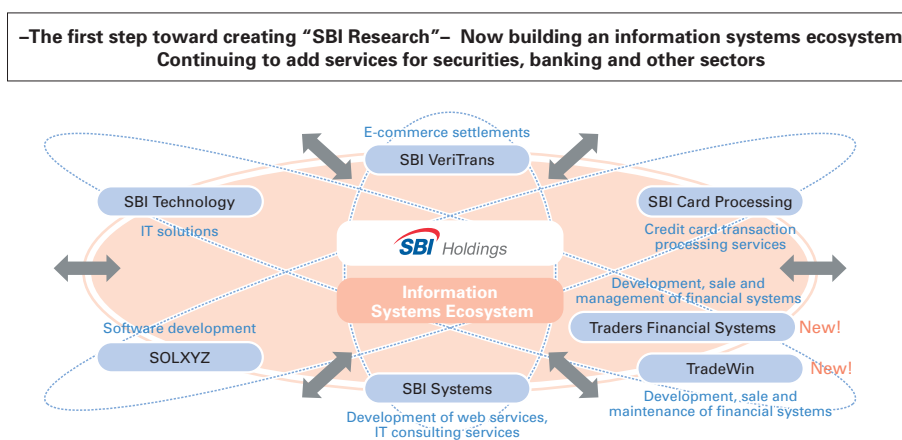 –The first step toward creating “SBI Research”– Now building an information systems ecosystem
Continuing to add services for securities, banking and other sectors
E-commerce settlements
SBI VeriTrans
SBI Technology
IT solutions
SBI Card Processing
Credit card transaction
processing services
SBI Holdings
Information
Systems Ecosystem
Development, sale and
management of financial systems
Traders Financial Systems New!
Software development
SOLXYZ
TradeWin New!
Development, sale and
maintenance of financial systems
SBI Systems
Development of web services,
IT consulting services